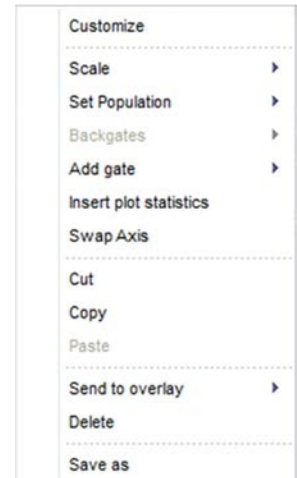 Customize
Scale
Set Population
Backgates
Add gate
Insert plot statistics
Swap Axis
Cut
Copy
Paste
Send to overlay
Delete
Save as